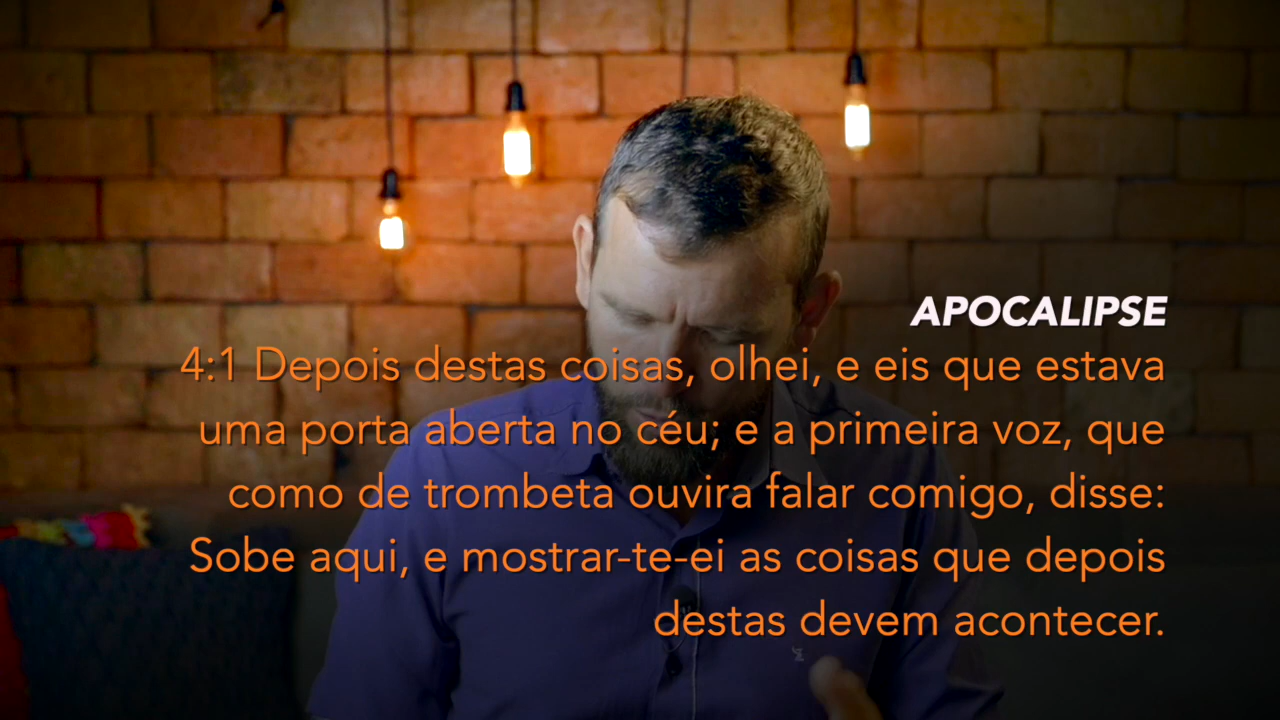 APOCALIPSE
4:1 Depois destas coisas, olhei, e eis que estava
uma porta aberta no céu; e a primeira voz, que
como de trombeta ouvira falar comigo, disse:
Sobe aqui, e mostrar-te-ei as coisas que depois
destas devem acontecer.